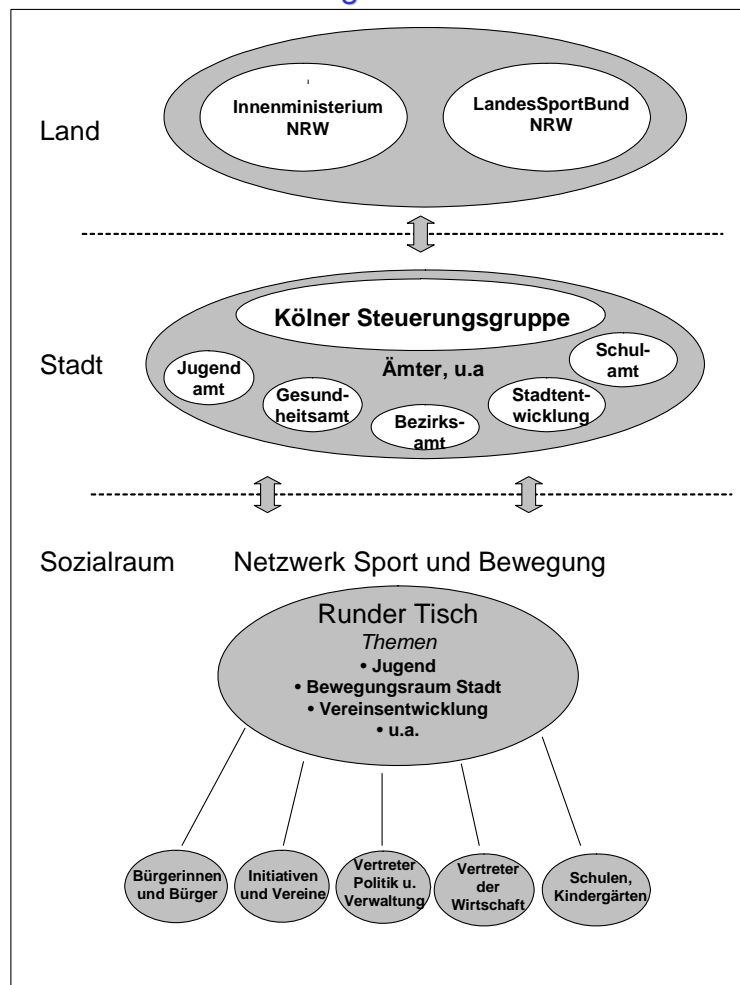 Land
Innenministerium
NRW
LandesSportBund
NRW
Stadt
Kölner Steuerungsgruppe
Ämter, u.a
Jugend
amt
Gesund-
heitsamt
Bezirks-
amt
Stadtent-
wicklung
Schul-
amt
Sozialraum
Netzwerk Sport und Bewegung
Runder Tisch
Themen
• Jugend
• Bewegungsraum Stadt
• Vereinsentwicklung
• u.a.
Bürgerinnen
und Bürger
Initiativen
und Vereine
Vertreter
Politik u.
Verwaltung
Vertreter
der
Wirtschaft
Schulen,
Kindergärten